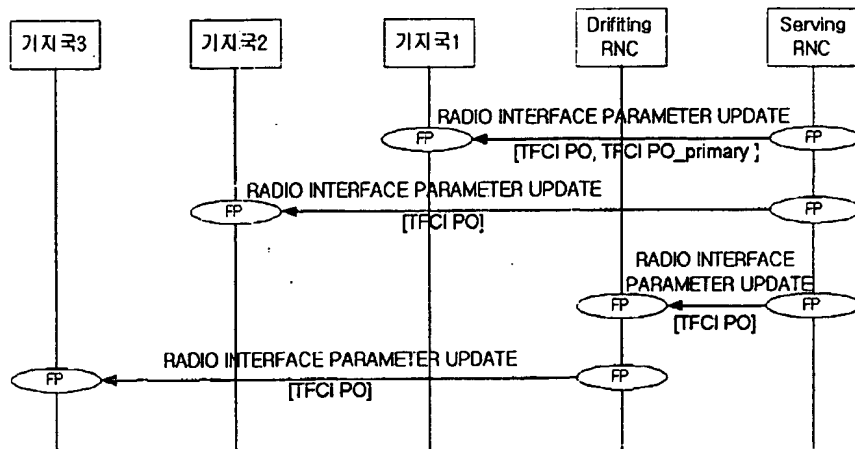 기지국3
기지국2
기지국1
Drifiting
RNC
Serving
RNC
RADIO INTERFACE PARAMETER UPDATE
FP
FP
[TFCI PO, TFCI PO_primary ]
RADIO INTERFACE PARAMETER UPDATE
FP
FP
[TFCI PO]
RADIO INTERFACE
PARAMETER UPDATE
FP
FP
[TFCI PO]
RADIO INTERFACE PARAMETER UPDATE
FP
FP
[TFCI PO]